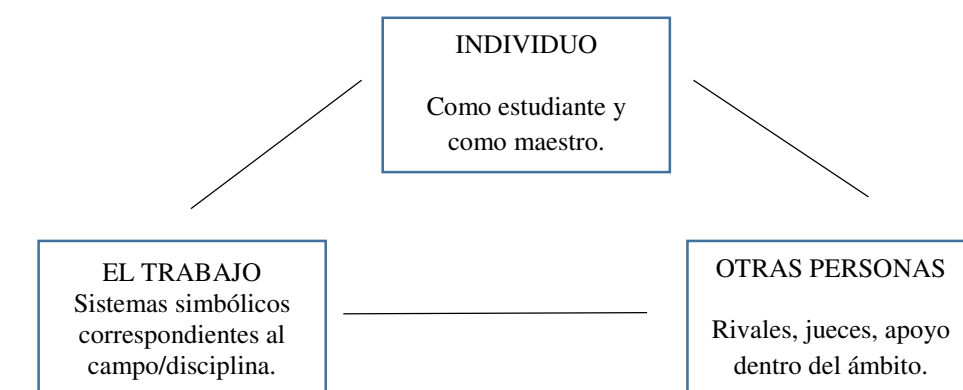 INDIVIDUO
Como estudiante y
como maestro.
EL TRABAJO
Sistemas simbólicos
correspondientes al
campo/disciplina.
OTRAS PERSONAS
Rivales, jueces, apoyo
dentro del ámbito.